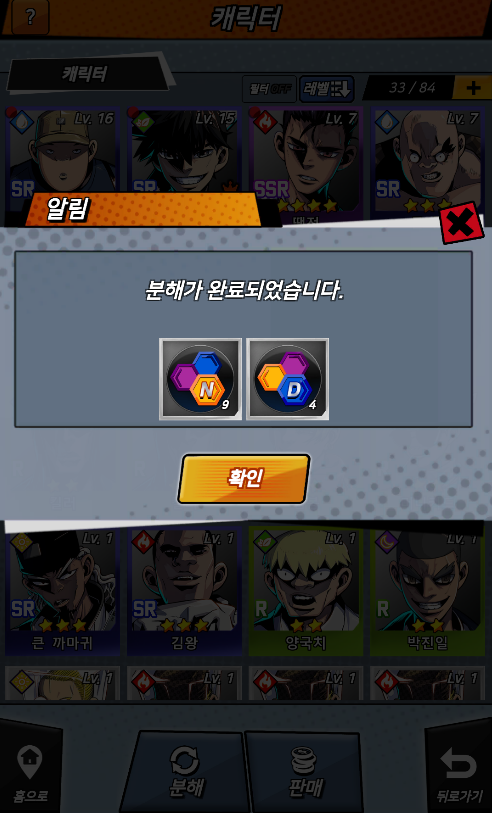 ?
캐릭터
캐릭터
필터 OFF
레벨
33 / 84
Lv. 16
Lv. 15
Lv. 7
Lv. 7
SR
SSR
SR
알림
분해가 완료되었습니다.
N
9
D
4
확인
Lv. 1
Lv. 1
Lv. 1
SR
SR
R
R
큰 까마귀
김왕
양국치
박진일
Lv. 1
Lv. 1
Lv. 1
Lv. 1
홈으로
분해
판매
뒤로가기